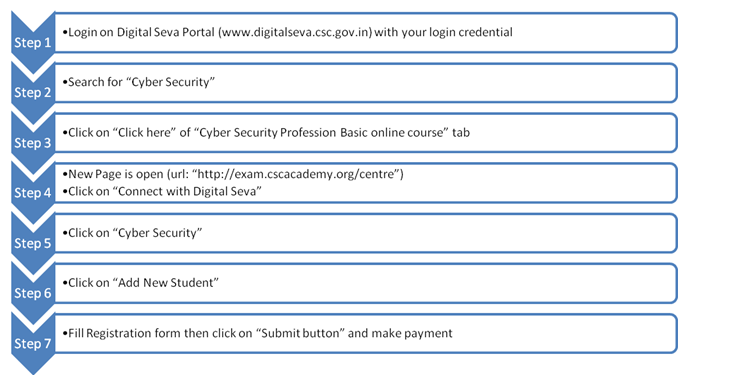 Step 1
•Login on Digital Seva Portal (www.digitalseva.csc.gov.in) with your login credential
Step 2
•Search for “Cyber Security”
Step 3
•Click on “Click here” of “Cyber Security Profession Basic online course” tab
Step 4
•New Page is open (url: “http://exam.cscacademy.org/centre”)
•Click on “Connect with Digital Seva”
Step 5
•Click on “Cyber Security”
Step 6
•Click on “Add New Student”
Step 7
•Fill Registration form then click on “Submit button” and make payment